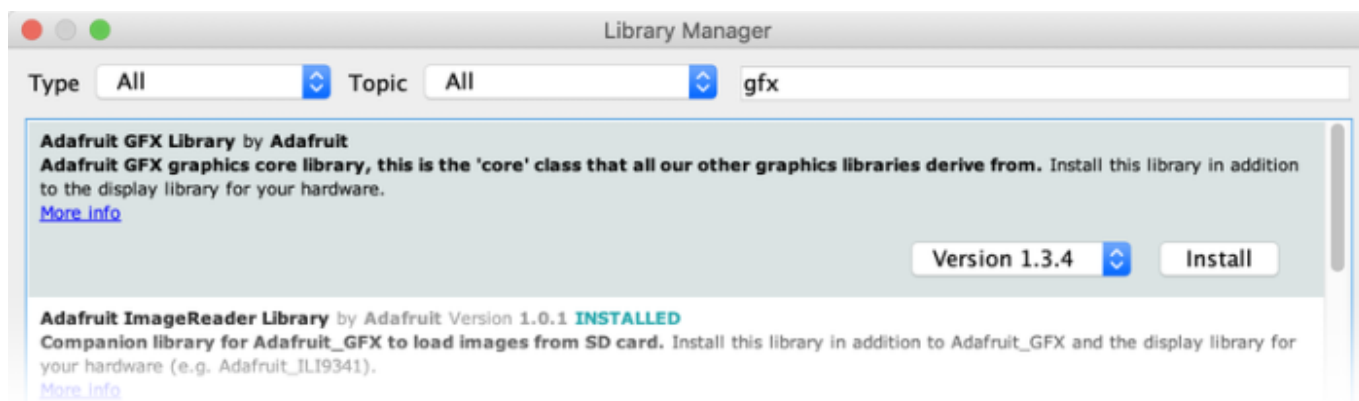 Library Manager
Type All Topic All gfx
Adafruit GFX Library by Adafruit
Adafruit GFX graphics core library, this is the 'core' class that all our other graphics libraries derive from. Install this library in addition
to the display library for your hardware.
More info
Version 1.3.4 Install
Adafruit ImageReader Library by Adafruit Version 1.0.1 INSTALLED
Companion library for Adafruit_GFX to load images from SD card. Install this library in addition to Adafruit_GFX and the display library for
your hardware (e.g. Adafruit_ILI9341).
More info